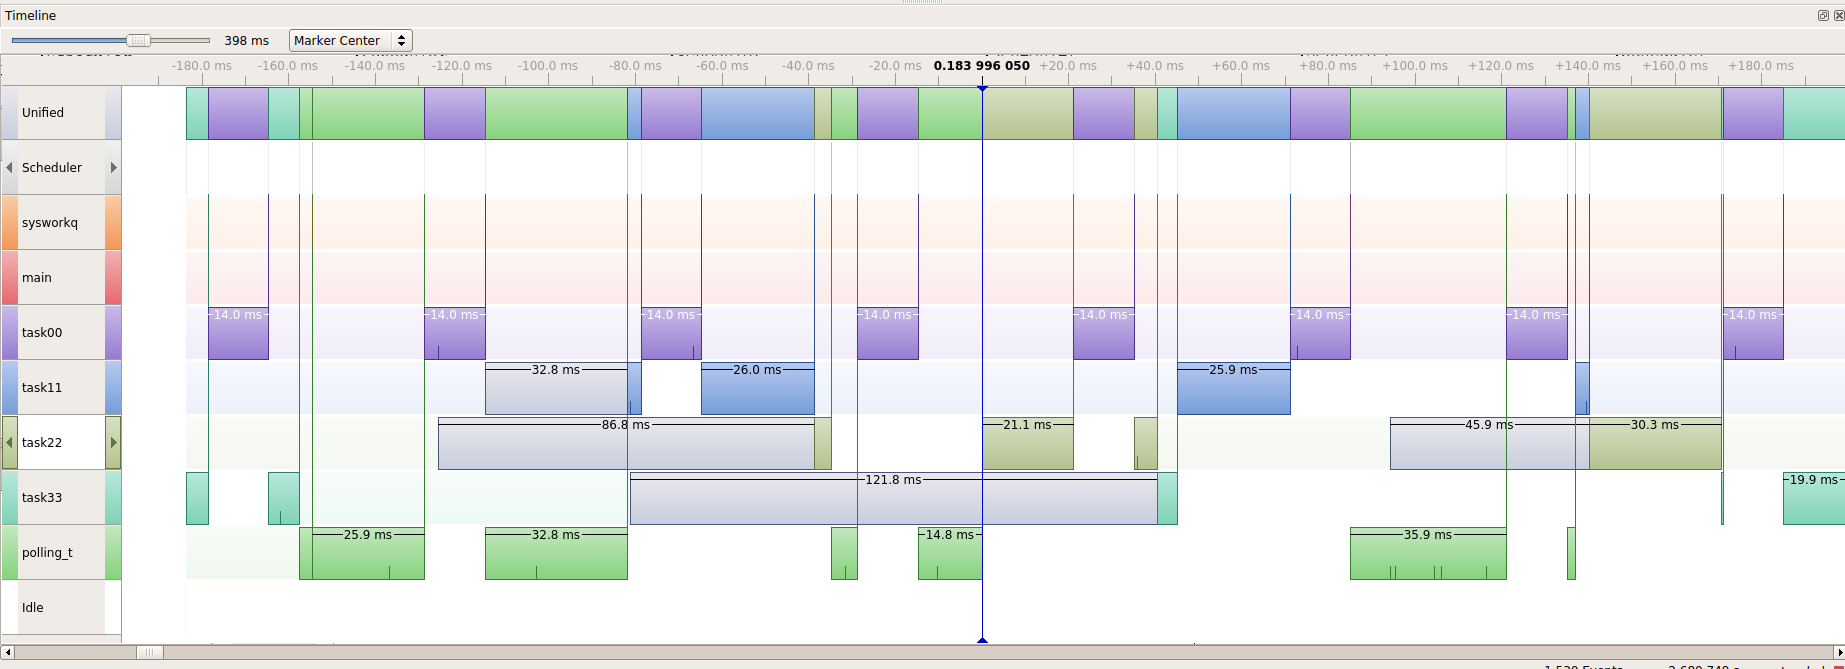 Timeline
398 ms Marker Center
-180.0 ms -160.0 ms -140.0 ms -120.0 ms -100.0 ms -80.0 ms -60.0 ms -40.0 ms -20.0 ms 0.183 996 050 +20.0 ms +40.0 ms +60.0 ms +80.0 ms +100.0 ms +120.0 ms +140.0 ms +160.0 ms +180.0 ms
Unified
Scheduler
sysworkq
main
task00 14.0 ms 14.0 ms 14.0 ms 14.0 ms 14.0 ms 14.0 ms 14.0 ms 14.0 ms
task11 32.8 ms 26.0 ms 25.9 ms
task22 86.8 ms 21.1 ms 45.9 ms 30.3 ms
task33 121.8 ms 19.9 ms
polling_t 25.9 ms 32.8 ms 14.8 ms 35.9 ms
Idle